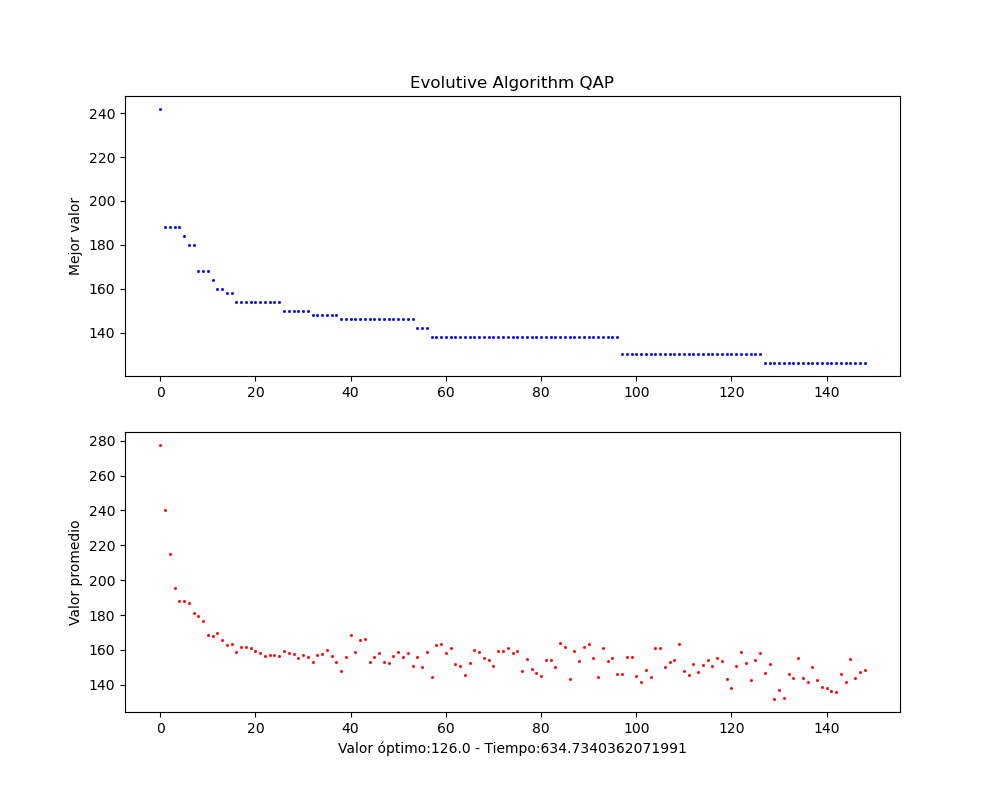 Evolutive Algorithm QAP
Mejor valor
240
220
200
180
160
140
0 20 40 60 80 100 120 140
Valor promedio
280
260
240
220
200
180
160
140
0 20 40 60 80 100 120 140
Valor óptimo:126.0 - Tiempo:634.7340362071991